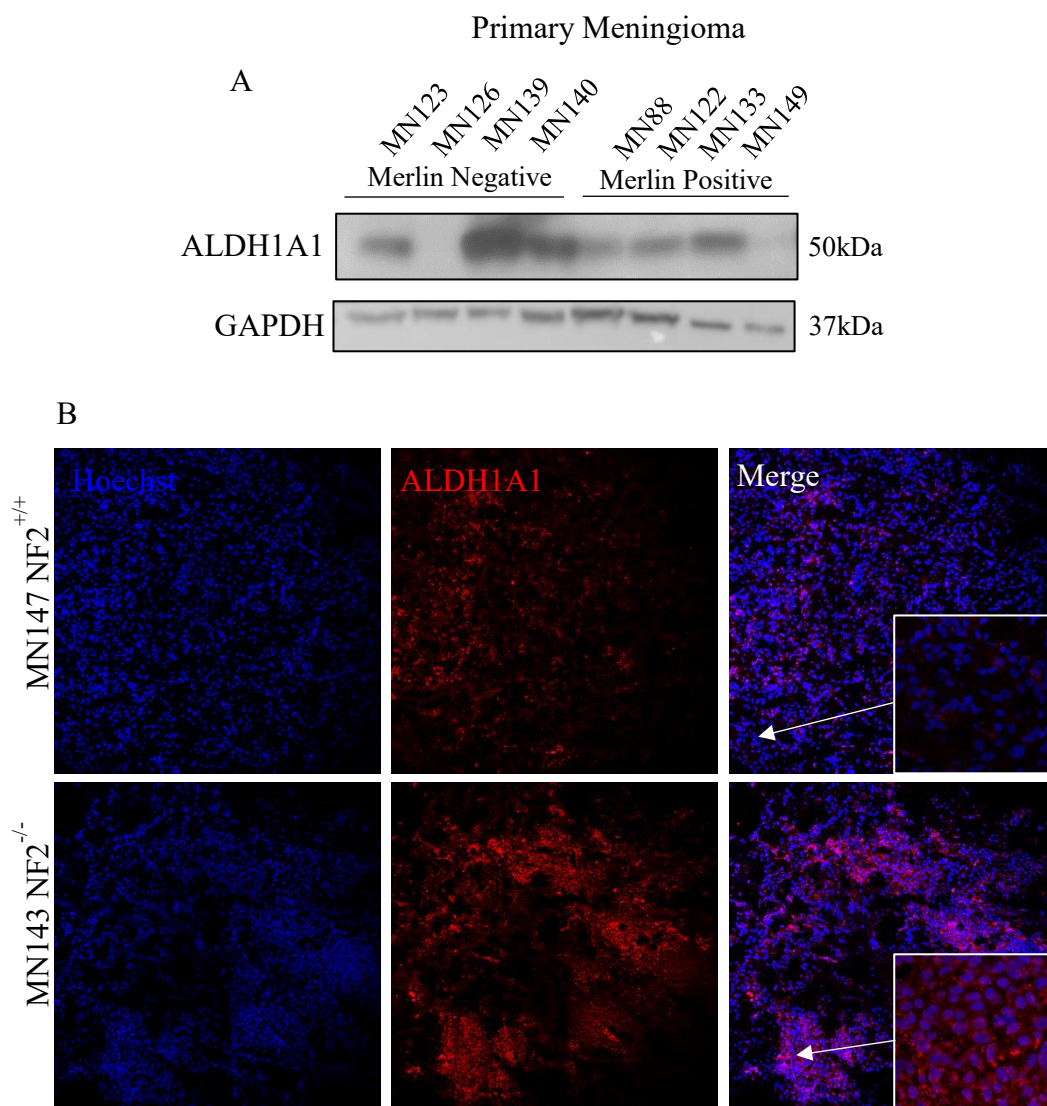 Primary Meningioma
A
MN123 MN126 MN139 MN140 MN88 MN122 MN133 MN149
Merlin Negative Merlin Positive
ALDH1A1 50kDa
GAPDH 37kDa
B
Hoechst ALDH1A1 Merge
MN147 NF2+/+
MN143 NF2-/-